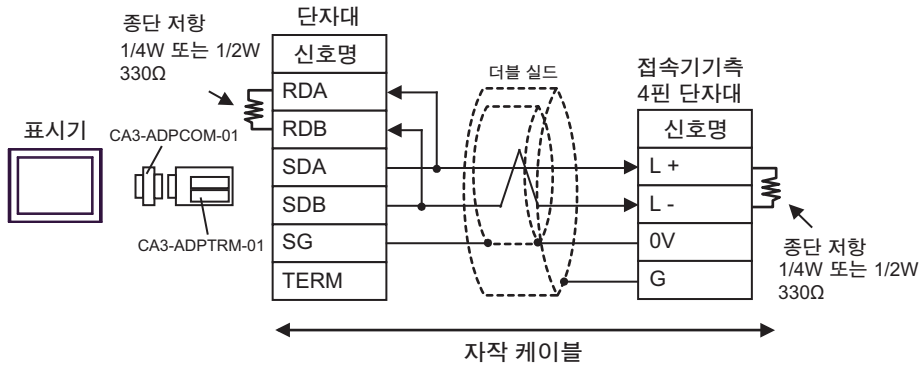 종단 저항
1/4W 또는 1/2W
330Ω
단자대
신호명
RDA
RDB
SDA
SDB
SG
TERM
표시기
CA3-ADPCOM-01
CA3-ADPTRM-01
더블 실드
접속기기측
4핀 단자대
신호명
L +
L -
0V
G
종단 저항
1/4W 또는 1/2W
330Ω
자작 케이블